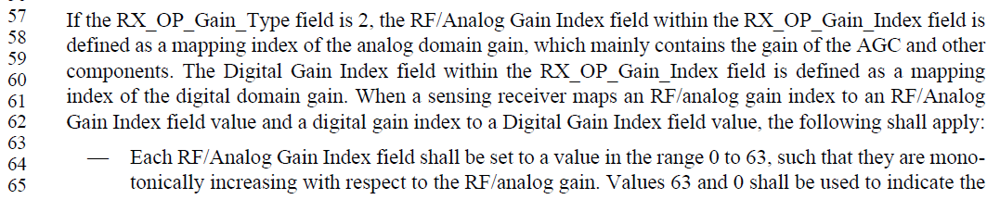 57 If the RX_OP_Gain_Type field is 2, the RF/Analog Gain Index field within the RX_OP_Gain_Index field is
58 defined as a mapping index of the analog domain gain, which mainly contains the gain of the AGC and other
59
60 components. The Digital Gain Index field within the RX_OP_Gain_Index field is defined as a mapping
61 index of the digital domain gain. When a sensing receiver maps an RF/analog gain index to an RF/Analog
62 Gain Index field value and a digital gain index to a Digital Gain Index field value, the following shall apply:
63
64 — Each RF/Analog Gain Index field shall be set to a value in the range 0 to 63, such that they are mono-
65 tonically increasing with respect to the RF/analog gain. Values 63 and 0 shall be used to indicate the